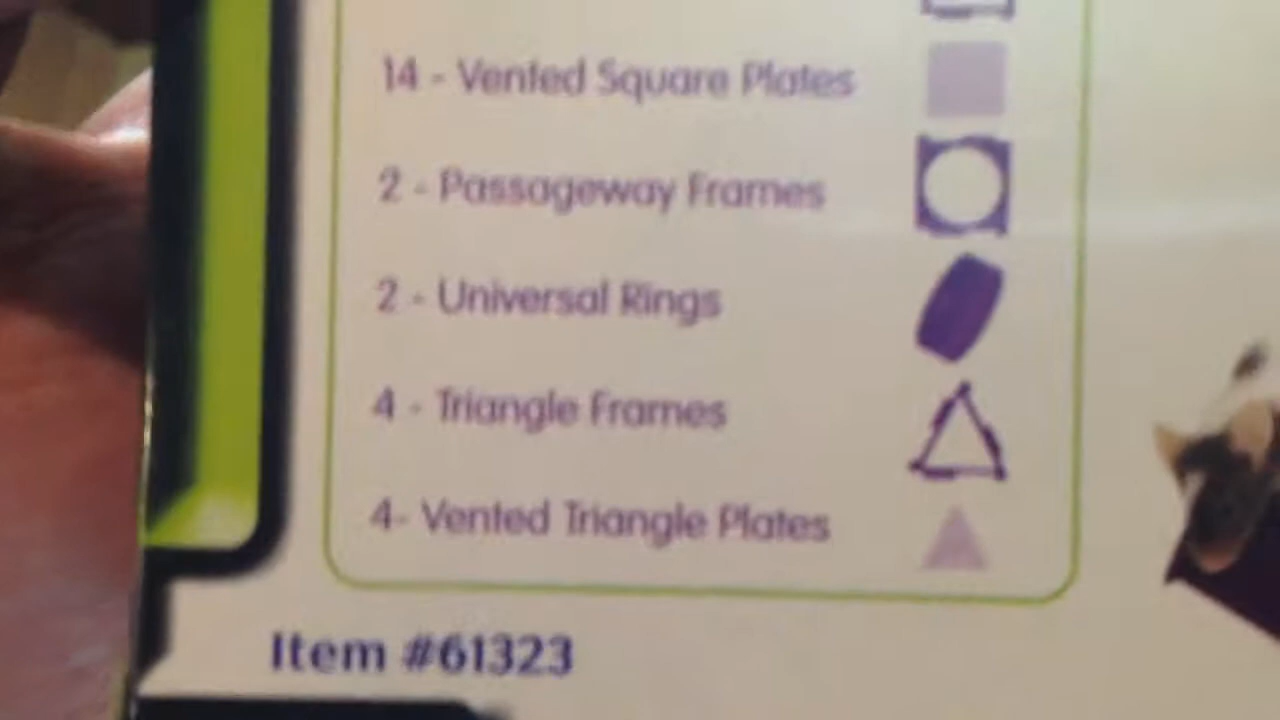 14 - Vented Square Plates
2 - Passageway Frames
2 - Universal Rings
4 - Triangle Frames
4- Vented Triangle Plates
Item #61323